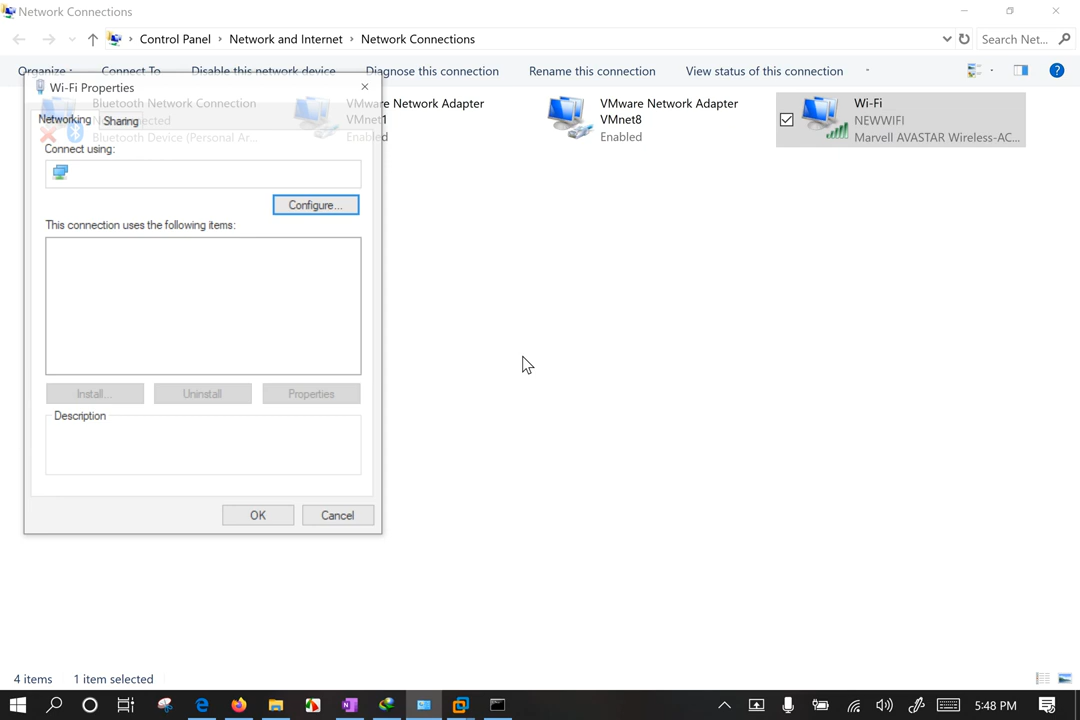 Network Connections
Control Panel > Network and Internet > Network Connections
Search Net...
Organize Connect To Disable this network device Diagnose this connection Rename this connection View status of this connection
Wi-Fi Properties
Networking
Sharing
Connect using:
Configure...
This connection uses the following items:
Install...
Uninstall
Properties
Description
OK
Cancel
Bluetooth Network Connection
Bluetooth Device (Personal Ar...
VMware Network Adapter
VMnet1
Enabled
VMware Network Adapter
VMnet8
Enabled
Wi-Fi
NEWWIFI
Marvell AVASTAR Wireless-AC...
4 items 1 item selected
5:48 PM